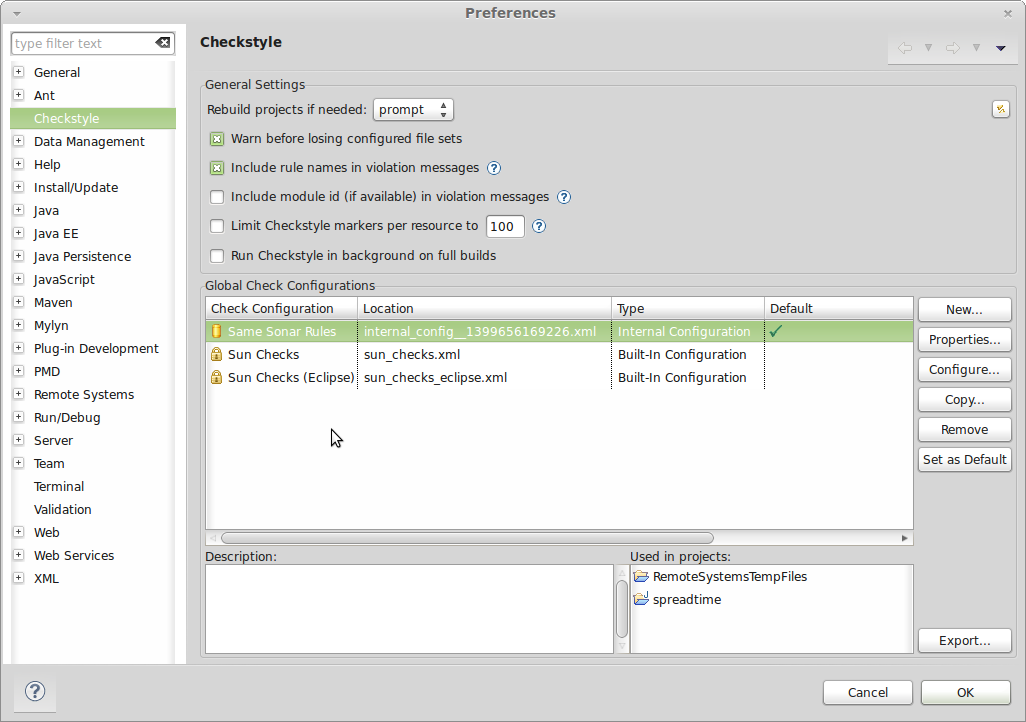 Preferences
type filter text
General
Ant
Checkstyle
Data Management
Help
Install/Update
Java
Java EE
Java Persistence
JavaScript
Maven
Mylyn
Plug-in Development
PMD
Remote Systems
Run/Debug
Server
Team
Terminal
Validation
Web
Web Services
XML
Checkstyle
General Settings
Rebuild projects if needed: prompt
Warn before losing configured file sets
Include rule names in violation messages ?
Include module id (if available) in violation messages ?
Limit Checkstyle markers per resource to 100 ?
Run Checkstyle in background on full builds
Global Check Configurations
Check Configuration Location Type Default
Same Sonar Rules internal_config__1399656169226.xml Internal Configuration
Sun Checks sun_checks.xml Built-In Configuration
Sun Checks (Eclipse) sun_checks_eclipse.xml Built-In Configuration
New...
Properties...
Configure...
Copy...
Remove
Set as Default
Description:
Used in projects:
RemoteSystemsTempFiles
spreadtime
Export...
?
Cancel OK